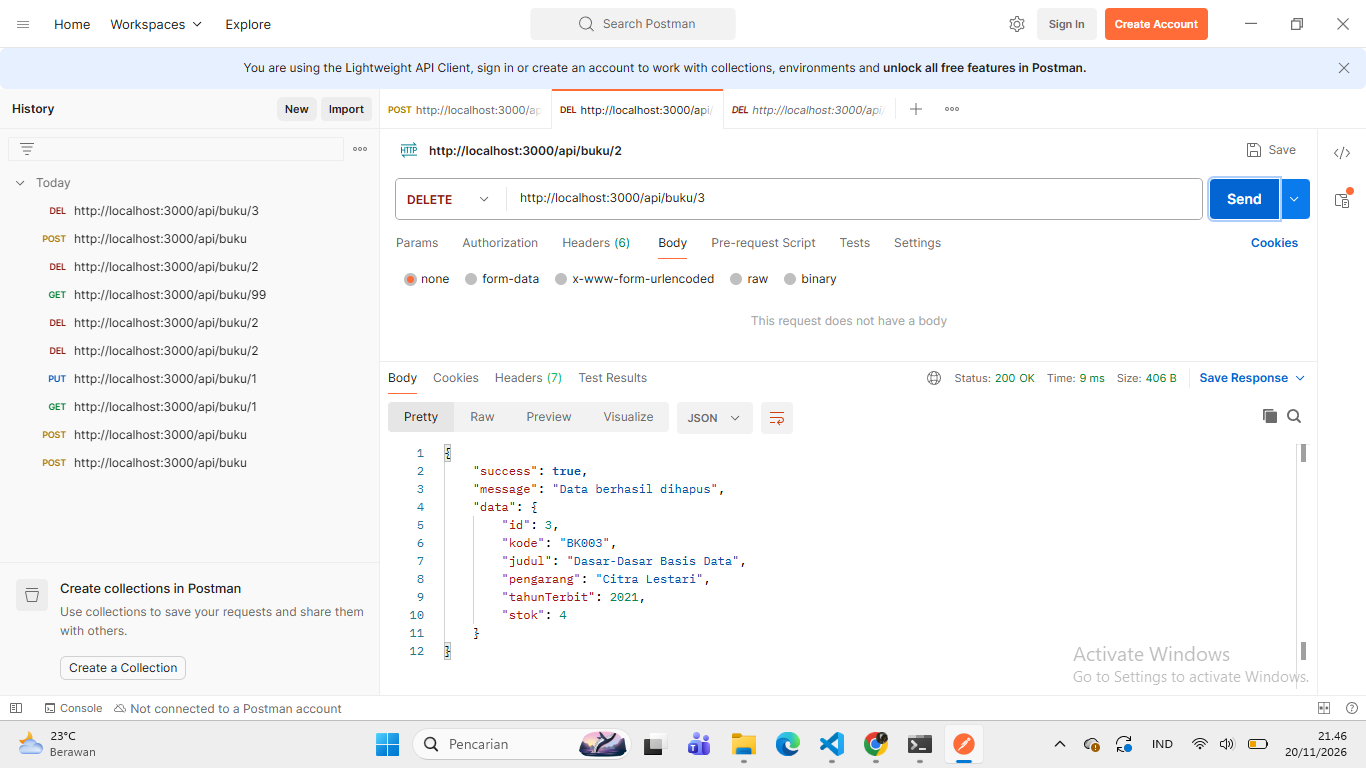 Home Workspaces Explore Search Postman Sign In Create Account
You are using the Lightweight API Client, sign in or create an account to work with collections, environments and unlock all free features in Postman.
History New Import
POST http://localhost:3000/ap DEL http://localhost:3000/api/ DEL http://localhost:3000/api/
HTTP http://localhost:3000/api/buku/2 Save
Today
DEL http://localhost:3000/api/buku/3
POST http://localhost:3000/api/buku
DEL http://localhost:3000/api/buku/2
GET http://localhost:3000/api/buku/99
DEL http://localhost:3000/api/buku/2
DEL http://localhost:3000/api/buku/2
PUT http://localhost:3000/api/buku/1
GET http://localhost:3000/api/buku/1
POST http://localhost:3000/api/buku
POST http://localhost:3000/api/buku
Create collections in Postman
Use collections to save your requests and share them
with others.
Create a Collection
DELETE http://localhost:3000/api/buku/3 Send
Params Authorization Headers (6) Body Pre-request Script Tests Settings Cookies
none form-data x-www-form-urlencoded raw binary
This request does not have a body
Body Cookies Headers (7) Test Results Status: 200 OK Time: 9 ms Size: 406 B Save Response
Pretty Raw Preview Visualize JSON
1 {
2 "success": true,
3 "message": "Data berhasil dihapus",
4 "data": {
5 "id": 3,
6 "kode": "BK003",
7 "judul": "Dasar-Dasar Basis Data",
8 "pengarang": "Citra Lestari",
9 "tahunTerbit": 2021,
10 "stok": 4
11 }
12 }
Activate Windows
Go to Settings to activate Windows.
Console Not connected to a Postman account
23°C
Berawan
Pencarian
IND
21.46
20/11/2026